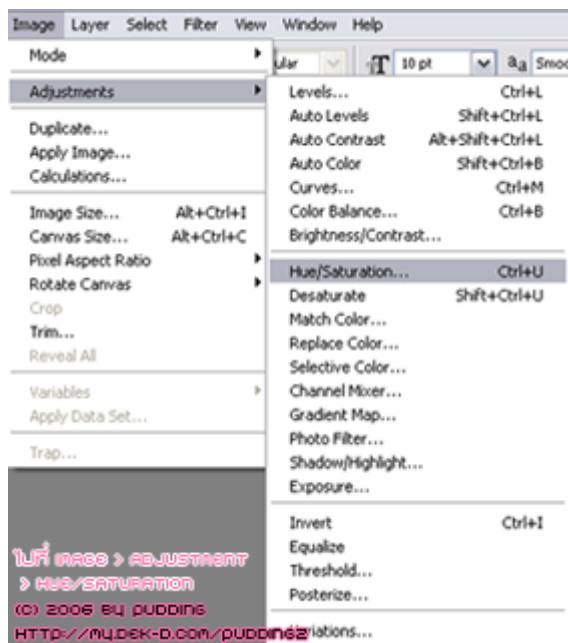 Image Layer Select Filter View Window Help
Mode
ular 10 pt aa Smoo
Adjustments
Duplicate...
Apply Image...
Calculations...
Image Size... Alt+Ctrl+I
Canvas Size... Alt+Ctrl+C
Pixel Aspect Ratio
Rotate Canvas
Crop
Trim...
Reveal All
Variables
Apply Data Set...
Trap...
Levels... Ctrl+L
Auto Levels Shift+Ctrl+L
Auto Contrast Alt+Shift+Ctrl+L
Auto Color Shift+Ctrl+B
Curves... Ctrl+M
Color Balance... Ctrl+B
Brightness/Contrast...
Hue/Saturation... Ctrl+U
Desaturate Shift+Ctrl+U
Match Color...
Replace Color...
Selective Color...
Channel Mixer...
Gradient Map...
Photo Filter...
Shadow/Highlight...
Exposure...
Invert Ctrl+I
Equalize
Threshold...
Posterize...
iations...
ไปที่ IMAGE > ADJUSTMENT
> HUE/SATURATION
(C) 2006 BY PUDDING
HTTP://MY.DEK-D.COM/PUDDINGZ